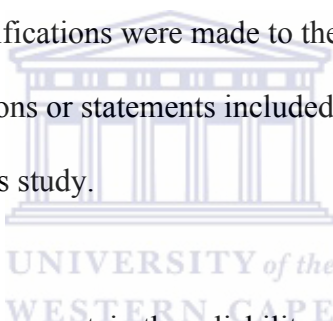 ifications were made to the
ons or statements included
s study.
UNIVERSITY of the
WESTERN CAPE